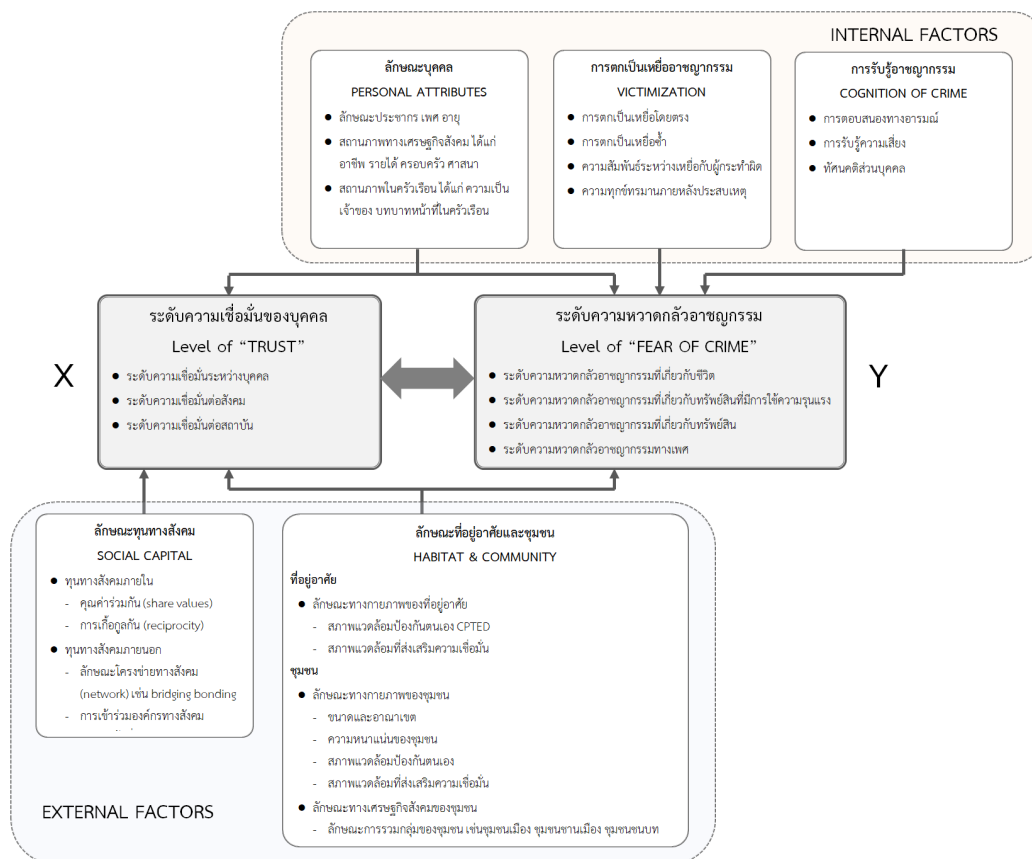 INTERNAL FACTORS
ลักษณะบุคคล
PERSONAL ATTRIBUTES
● ลักษณะประชากร เพศ อายุ
● สถานภาพทางเศรษฐกิจสังคม ได้แก่
อาชีพ รายได้ ครอบครัว ศาสนา
● สถานภาพในครัวเรือน ได้แก่ ความเป็น
เจ้าของ บทบาทหน้าที่ในครัวเรือน
การตกเป็นเหยื่ออาชญากรรม
VICTIMIZATION
● การตกเป็นเหยื่อโดยตรง
● การตกเป็นเหยื่อซ้ำ
● ความสัมพันธ์ระหว่างเหยื่อกับผู้กระทำผิด
● ความทุกข์ทรมานภายหลังประสบเหตุ
การรับรู้อาชญากรรม
COGNITION OF CRIME
● การตอบสนองทางอารมณ์
● การรับรู้ความเสี่ยง
● ทัศนคติส่วนบุคคล
X
ระดับความเชื่อมั่นของบุคคล
Level of “TRUST”
● ระดับความเชื่อมั่นระหว่างบุคคล
● ระดับความเชื่อมั่นต่อสังคม
● ระดับความเชื่อมั่นต่อสถาบัน
ระดับความหวาดกลัวอาชญกรรม
Level of “FEAR OF CRIME”
● ระดับความหวาดกลัวอาชญกรรมที่เกี่ยวกับชีวิต
● ระดับความหวาดกลัวอาชญกรรมที่เกี่ยวกับทรัพย์สินที่มีการใช้ความรุนแรง
● ระดับความหวาดกลัวอาชญกรรมที่เกี่ยวกับทรัพย์สิน
● ระดับความหวาดกลัวอาชญกรรมทางเพศ
Y
ลักษณะทุนทางสังคม
SOCIAL CAPITAL
● ทุนทางสังคมภายใน
- คุณค่าร่วมกัน (share values)
- การเกื้อกูลกัน (reciprocity)
● ทุนทางสังคมภายนอก
- ลักษณะโครงข่ายทางสังคม
(network) เช่น bridging bonding
- การเข้าร่วมองค์กรทางสังคม
ลักษณะที่อยู่อาศัยและชุมชน
HABITAT & COMMUNITY
ที่อยู่อาศัย
● ลักษณะทางกายภาพของที่อยู่อาศัย
- สภาพแวดล้อมป้องกันตนเอง CPTED
- สภาพแวดล้อมที่ส่งเสริมความเชื่อมั่น
ชุมชน
● ลักษณะทางกายภาพของชุมชน
- ขนาดและอาณาเขต
- ความหนาแน่นของชุมชน
- สภาพแวดล้อมป้องกันตนเอง
- สภาพแวดล้อมที่ส่งเสริมความเชื่อมั่น
● ลักษณะทางเศรษฐกิจสังคมของชุมชน
- ลักษณะการรวมกลุ่มของชุมชน เช่นชุมชนเมือง ชุมชนชานเมือง ชุมชนชนบท
EXTERNAL FACTORS